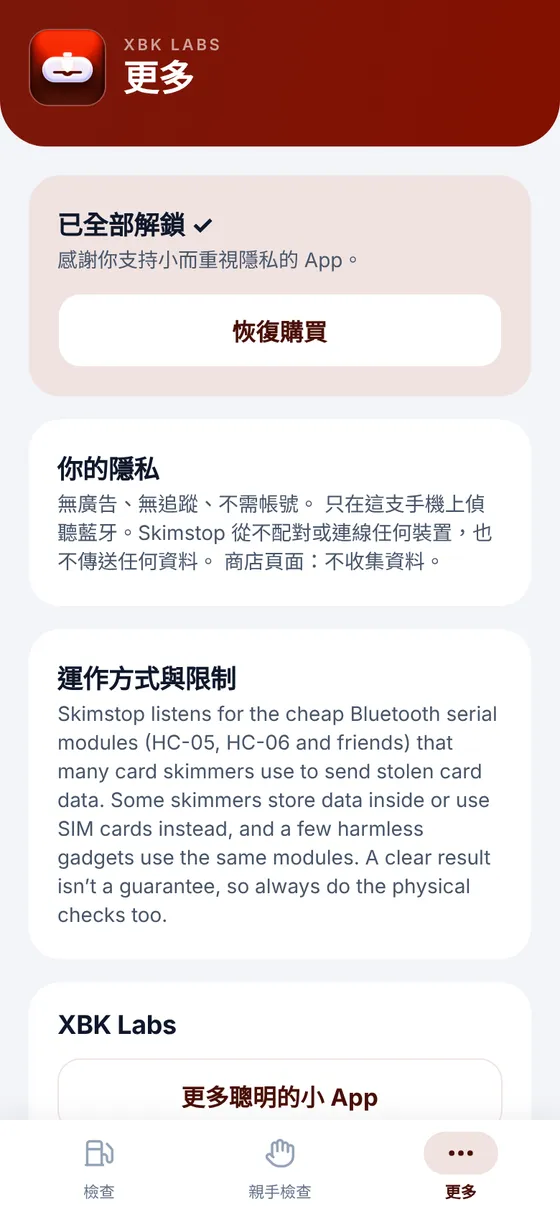 XBK LABS
更多
已全部解鎖 ✓
感謝你支持小而重視隱私的 App。
恢復購買
你的隱私
無廣告、無追蹤、不需帳號。 只在這支手機上偵
聽藍牙。Skimstop 從不配對或連線任何裝置，也
不傳送任何資料。 商店頁面：不收集資料。
運作方式與限制
Skimstop listens for the cheap Bluetooth serial
modules (HC-05, HC-06 and friends) that
many card skimmers use to send stolen card
data. Some skimmers store data inside or use
SIM cards instead, and a few harmless
gadgets use the same modules. A clear result
isn’t a guarantee, so always do the physical
checks too.
XBK Labs
更多聰明的小 App
檢查
親手檢查
更多